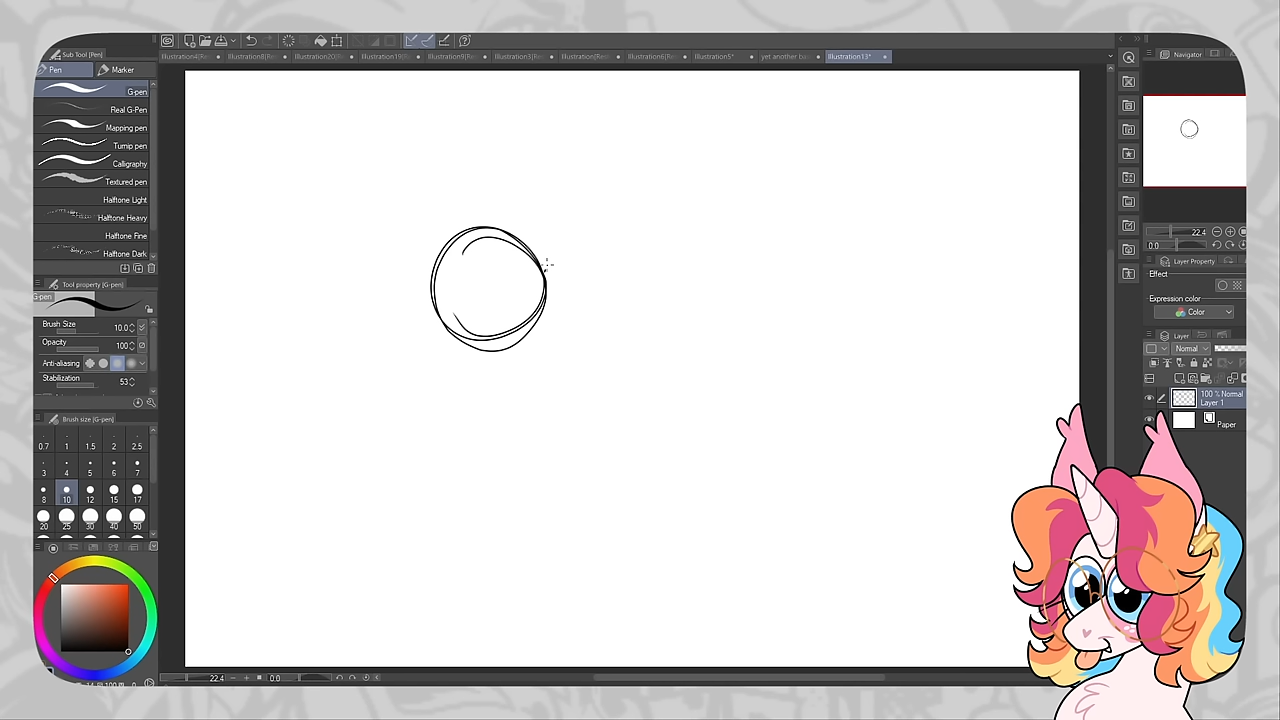 Sub Tool [Pen]
Pen
Marker
G-pen
Real G-Pen
Mapping pen
Turnip pen
Calligraphy
Textured pen
Halftone Light
Halftone Heavy
Halftone Fine
Halftone Dark
Tool property [G-pen]
G-pen
Brush Size 10.0
Opacity 100
Anti-aliasing
Stabilization 53
Brush size [G-pen]
0.7 1 1.5 2 2.5
3 4 5 6 7
8 10 12 15 17
20 25 30 40 50
Illustration5*
yet another
Illustration13*
22.4 0.0
Navigator
22.4
0.0
Layer Property
Effect
Expression color
Color
Layer
Normal
100 % Normal
Layer 1
Paper